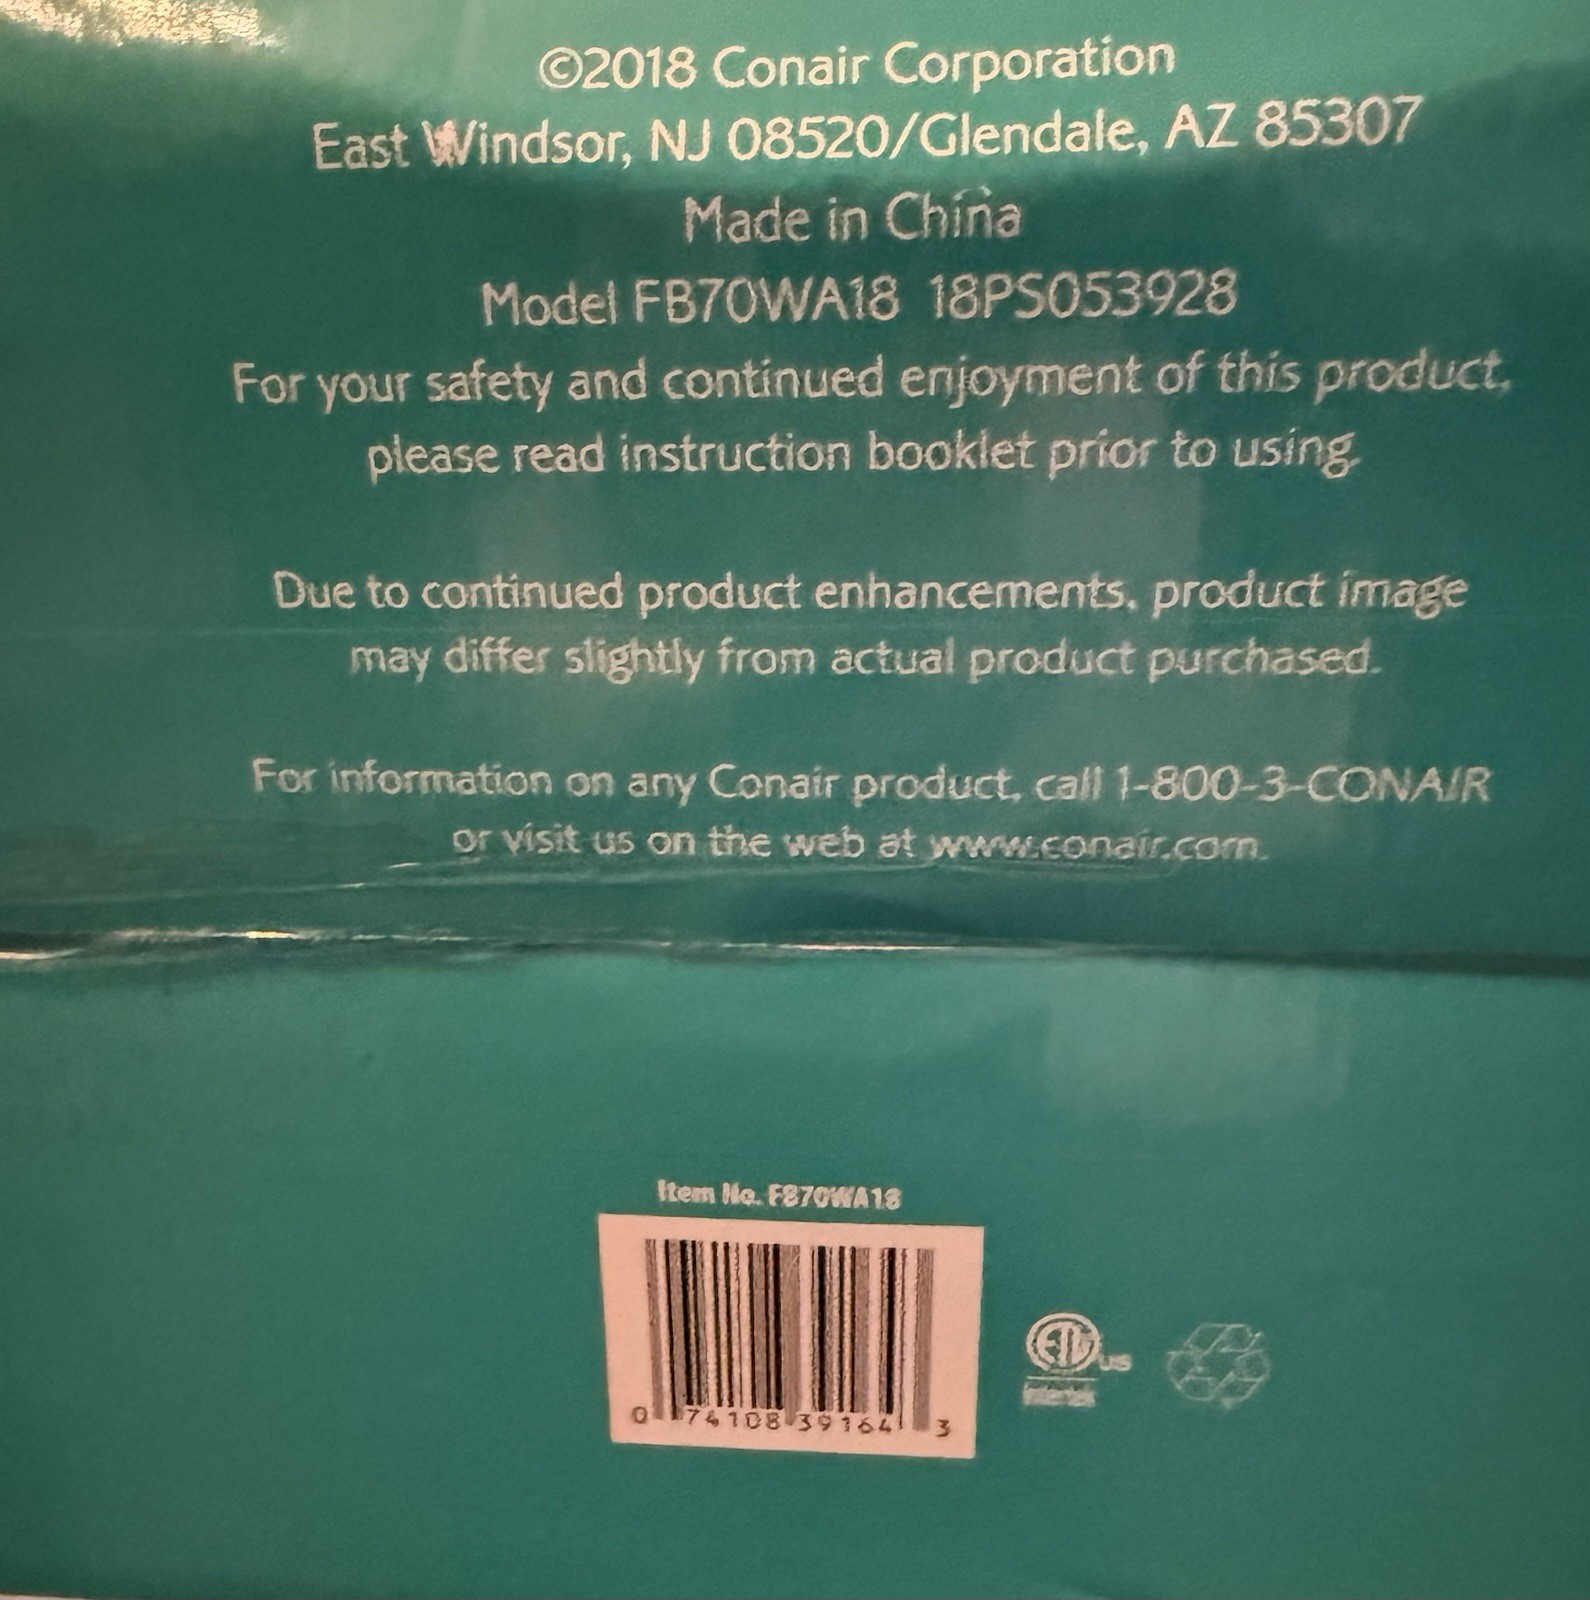 ©2018 Conair Corporation
East Windsor, NJ 08520/Glendale, AZ 85307
Made in China
Model FB70WA18 18PS053928
For your safety and continued enjoyment of this product,
please read instruction booklet prior to using.
Due to continued product enhancements, product image
may differ slightly from actual product purchased.
For information on any Conair product, call 1-800-3-CONAIR
or visit us on the web at www.conair.com.
Item No. FB70WA18
0 74108 39164 3
ETL US
Intertek